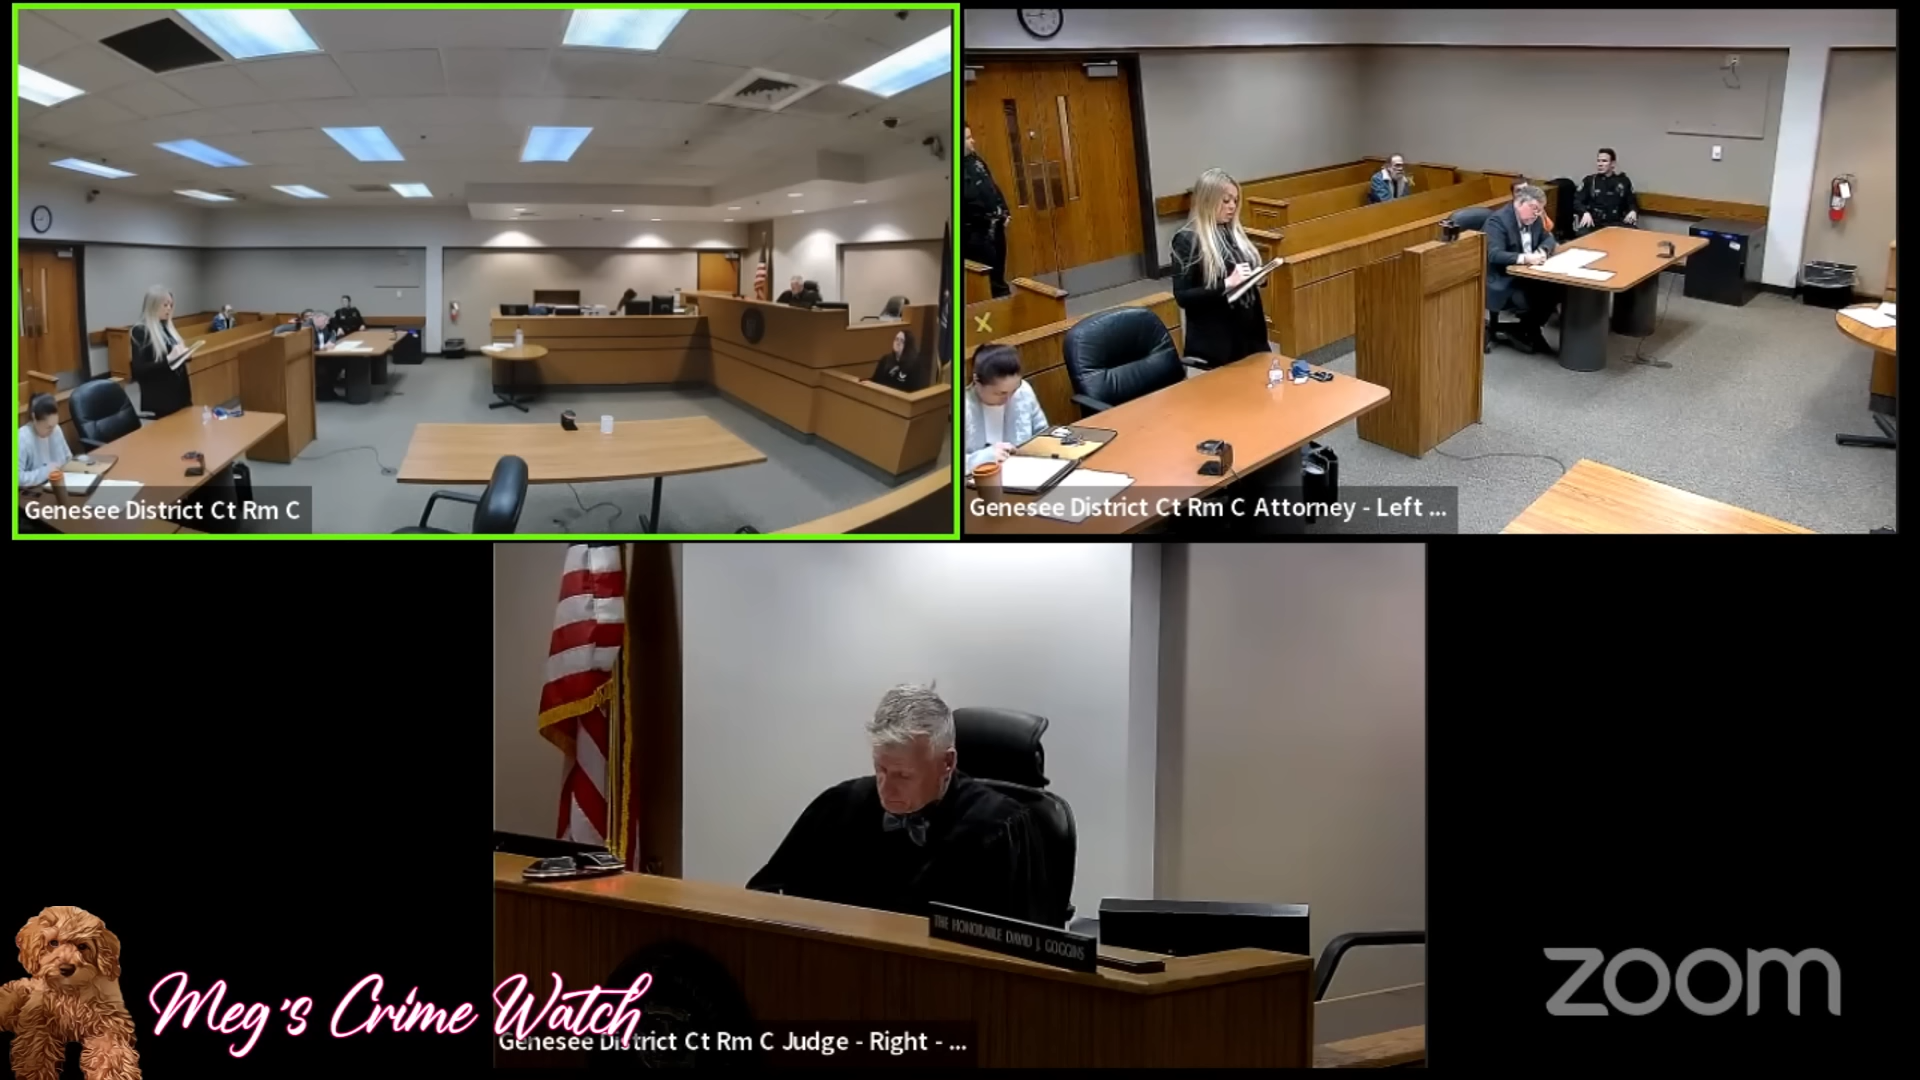 Genesee District Ct Rm C
Genesee District Ct Rm C Attorney - Left ...
THE HONORABLE DAVID J. GOGGINS
Meg's Crime Watch
Genesee District Ct Rm C Judge - Right - ...
zoom